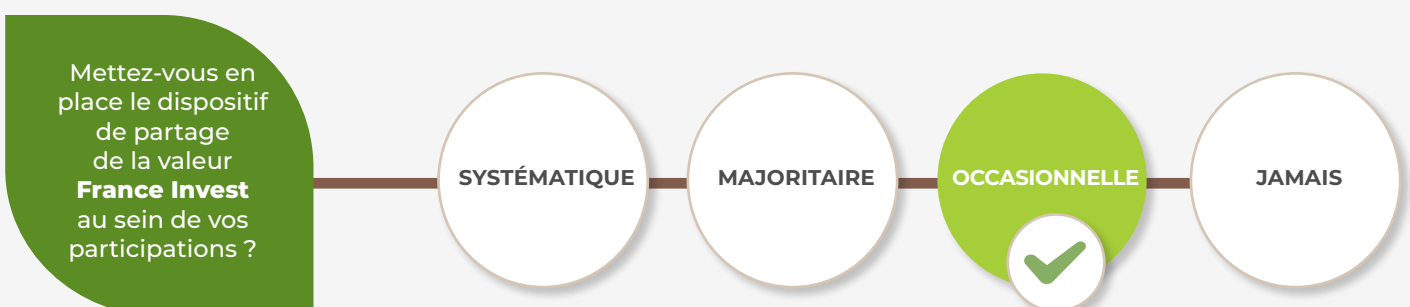 Mettez-vous en
place le dispositif
de partage
de la valeur
France Invest
au sein de vos
participations ?
SYSTÉMATIQUE
MAJORITAIRE
OCCASIONNELLE
JAMAIS